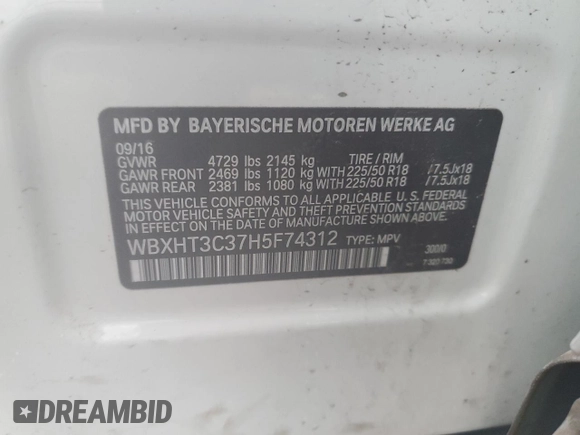 MFD BY BAYERISCHE MOTOREN WERKE AG
09/16
GVWR 4729 lbs 2145 kg TIRE / RIM
GAWR FRONT 2469 lbs 1120 kg WITH 225/50 R18 /7.5Jx18
GAWR REAR 2381 lbs 1080 kg WITH 225/50 R18 /7.5Jx18
THIS VEHICLE CONFORMS TO ALL APPLICABLE U. S. FEDERAL
MOTOR VEHICLE SAFETY AND THEFT PREVENTION STANDARDS
IN EFFECT ON THE DATE OF MANUFACTURE SHOWN ABOVE.
WBXHT3C37H5F74312 TYPE: MPV
300/0
DREAMBID